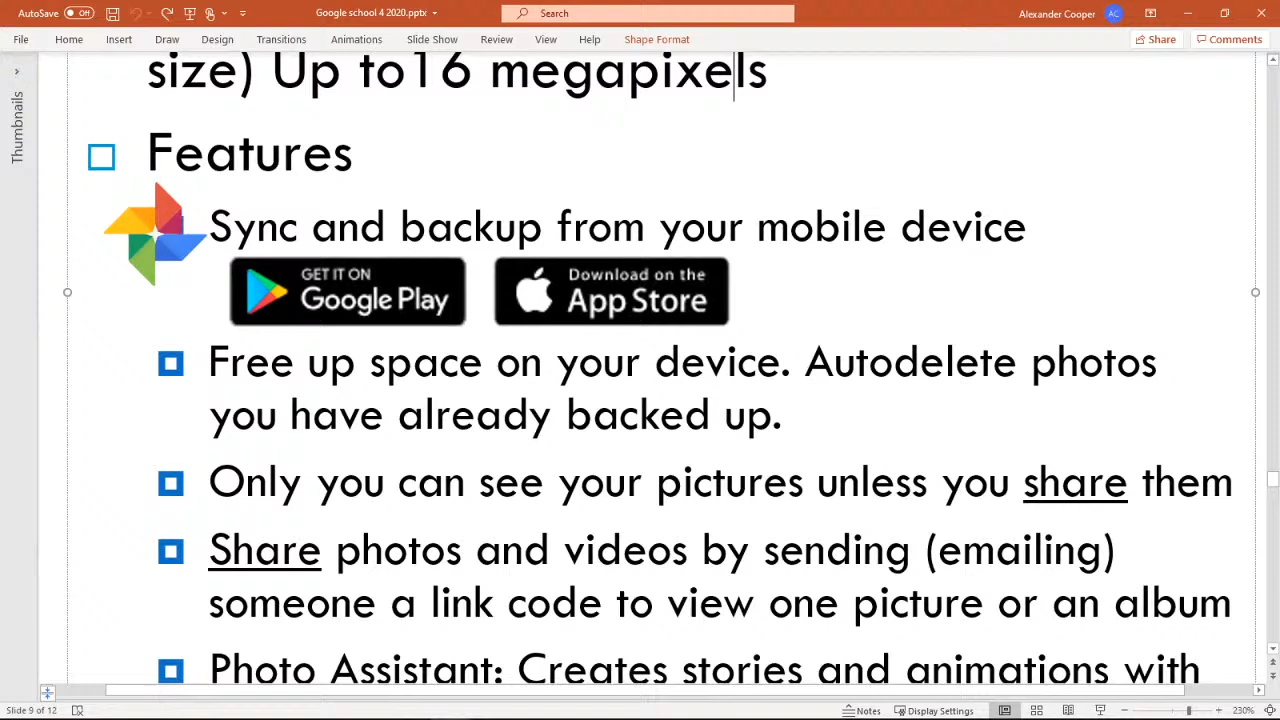 AutoSave Off
Google school 4 2020.pptx
Search
Alexander Cooper AC
File Home Insert Draw Design Transitions Animations Slide Show Review View Help Shape Format Share Comments
Thumbnails
size) Up to16 megapixels
Features
Sync and backup from your mobile device
GET IT ON
Google Play
Download on the
App Store
Free up space on your device. Autodelete photos
you have already backed up.
Only you can see your pictures unless you share them
Share photos and videos by sending (emailing)
someone a link code to view one picture or an album
Photo Assistant: Creates stories and animations with
Slide 9 of 12 Notes Display Settings 230%